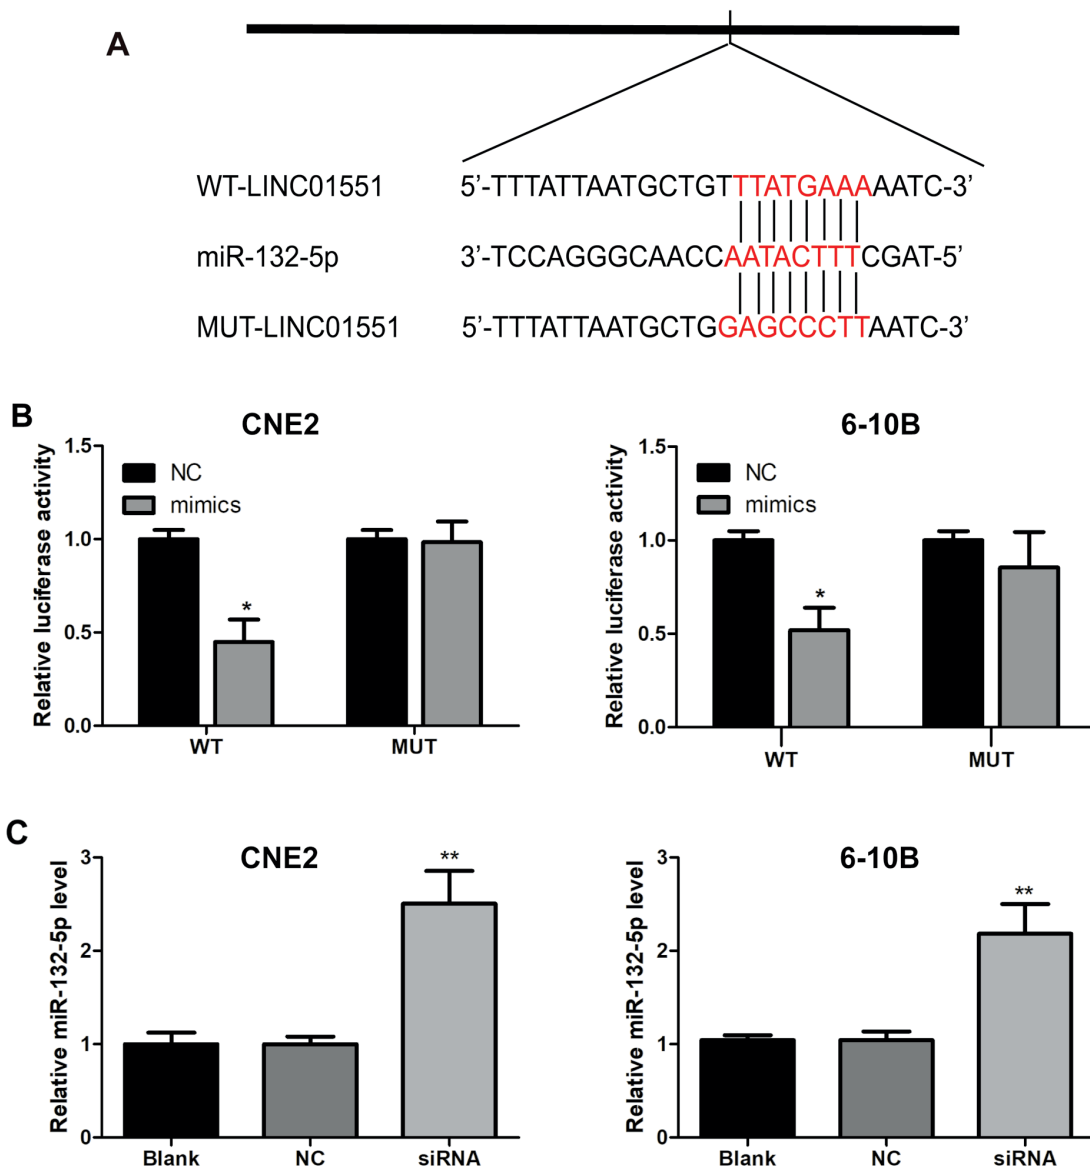 A
WT-LINC01551 5’-TTTATTAATGCTGTTTATGAAAAATC-3’
miR-132-5p 3’-TCCAGGGCAACCAATACTTTCGAT-5’
MUT-LINC01551 5’-TTTATTAATGCTGGAGCCCTTAATC-3’
B
CNE2
Relative luciferase activity
1.5
1.0
0.5
0.0
NC
mimics
*
WT MUT
6-10B
Relative luciferase activity
1.5
1.0
0.5
0.0
NC
mimics
*
WT MUT
C
CNE2
Relative miR-132-5p level
3
2
1
0
**
Blank NC siRNA
6-10B
Relative miR-132-5p level
3
2
1
0
**
Blank NC siRNA